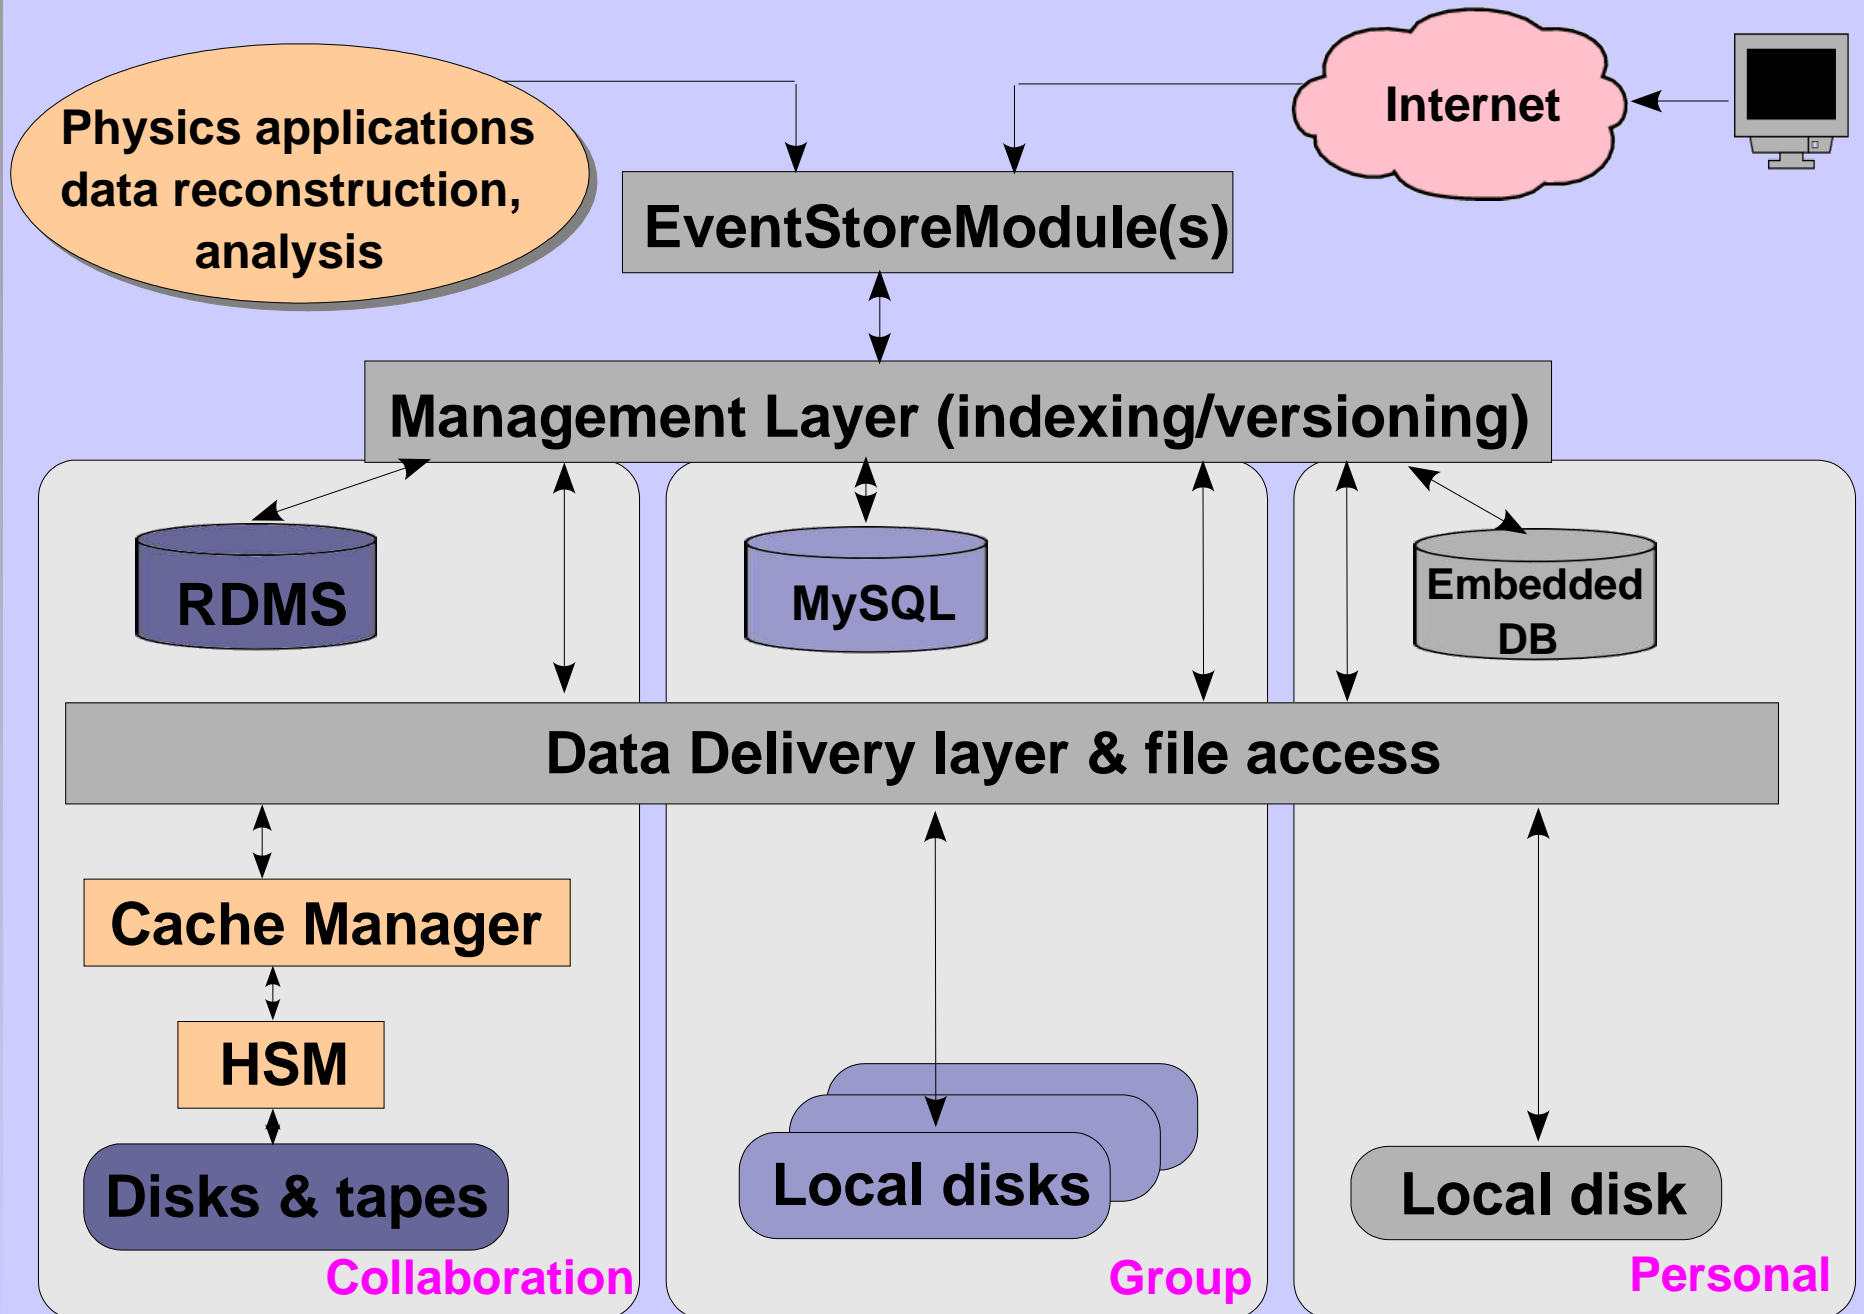 Physics applications
data reconstruction,
analysis
Internet
EventStoreModule(s)
Management Layer (indexing/versioning)
RDMS
MySQL
Embedded
DB
Data Delivery layer & file access
Cache Manager
HSM
Disks & tapes
Local disks
Local disk
Collaboration
Group
Personal